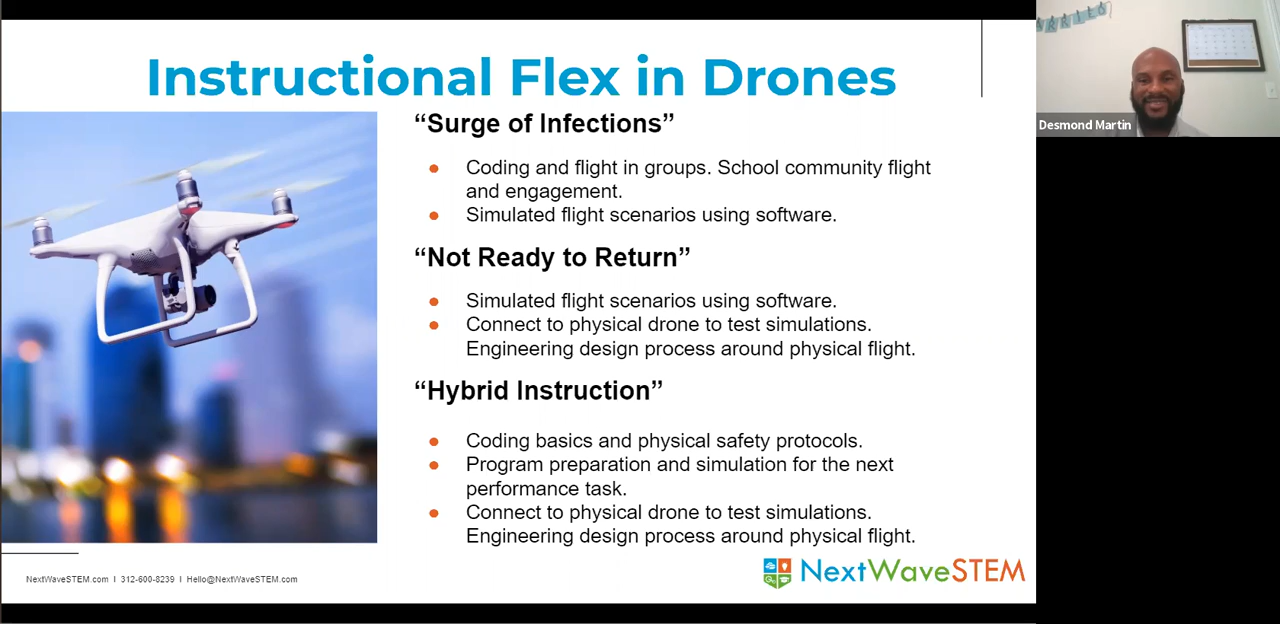 Instructional Flex in Drones
“Surge of Infections”
● Coding and flight in groups. School community flight
and engagement.
● Simulated flight scenarios using software.
“Not Ready to Return”
● Simulated flight scenarios using software.
● Connect to physical drone to test simulations.
Engineering design process around physical flight.
“Hybrid Instruction”
● Coding basics and physical safety protocols.
● Program preparation and simulation for the next
performance task.
● Connect to physical drone to test simulations.
Engineering design process around physical flight.
NextWaveSTEM.com I 312-600-8239 I Hello@NextWaveSTEM.com
NextWaveSTEM
Desmond Martin